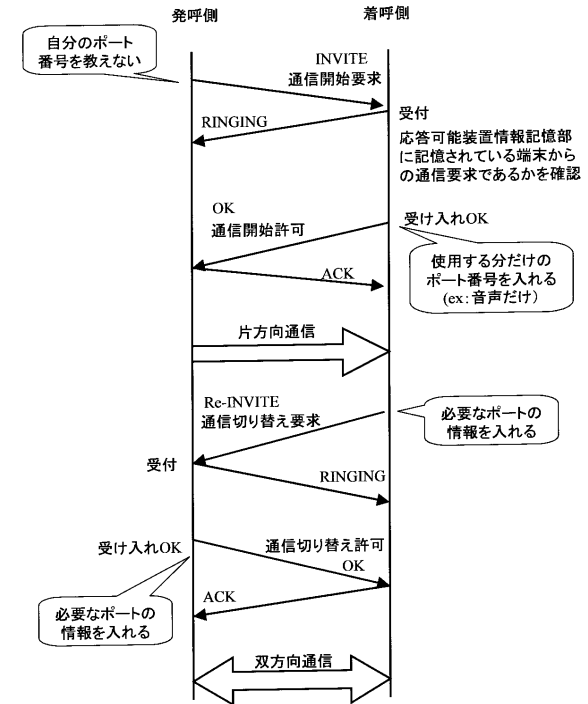 発呼側
着呼側
自分のポート
番号を教えない
INVITE
通信開始要求
RINGING
受付
応答可能装置情報記憶部
に記憶されている端末から
の通信要求であるかを確認
OK
通信開始許可
受け入れOK
ACK
使用する分だけの
ポート番号を入れる
(ex:音声だけ)
片方向通信
Re-INVITE
通信切り替え要求
必要なポートの
情報を入れる
受付
RINGING
受け入れOK
通信切り替え許可
OK
ACK
必要なポートの
情報を入れる
双方向通信